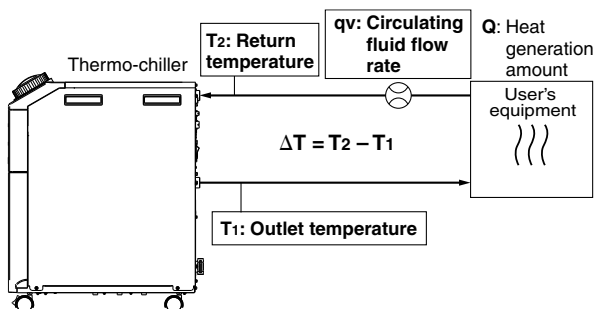 T2: Return
temperature
qv: Circulating
fluid flow
rate
Q: Heat
generation
amount
Thermo-chiller
User's
equipment
ΔT = T2 – T1
T1: Outlet temperature